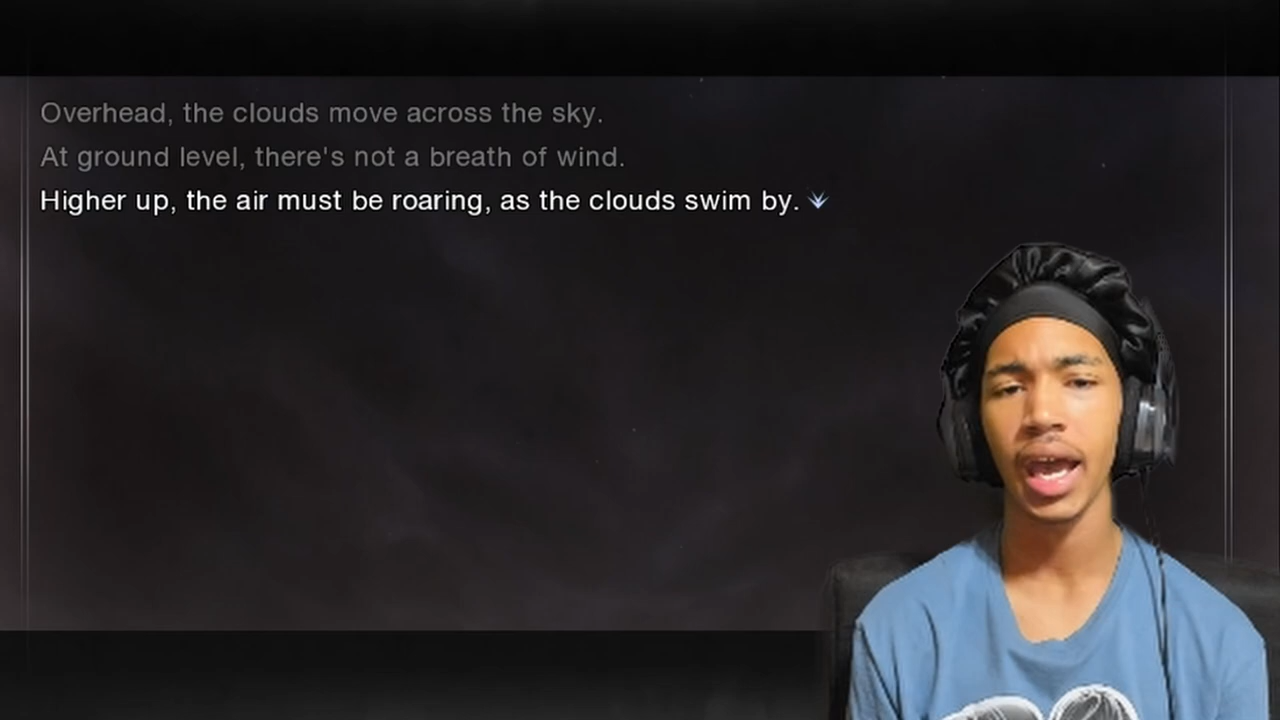 Overhead, the clouds move across the sky.
At ground level, there's not a breath of wind.
Higher up, the air must be roaring, as the clouds swim by.